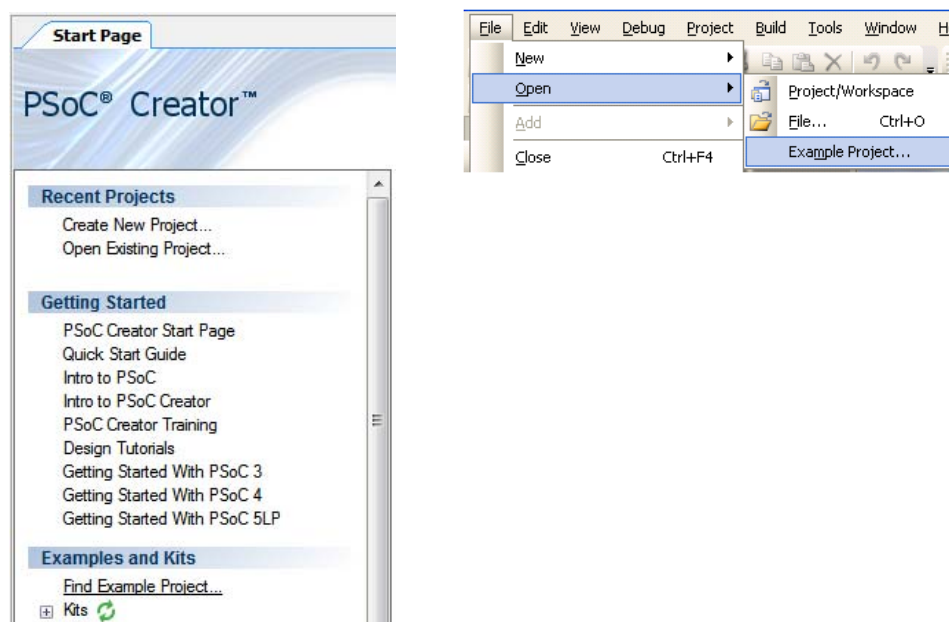 Start Page
PSoC® Creator™
Recent Projects
Create New Project...
Open Existing Project...
Getting Started
PSoC Creator Start Page
Quick Start Guide
Intro to PSoC
Intro to PSoC Creator
PSoC Creator Training
Design Tutorials
Getting Started With PSoC 3
Getting Started With PSoC 4
Getting Started With PSoC 5LP
Examples and Kits
Find Example Project...
Kits
File Edit View Debug Project Build Tools Window H
New
Open
Add
Close Ctrl+F4
Project/Workspace
File... Ctrl+O
Example Project...